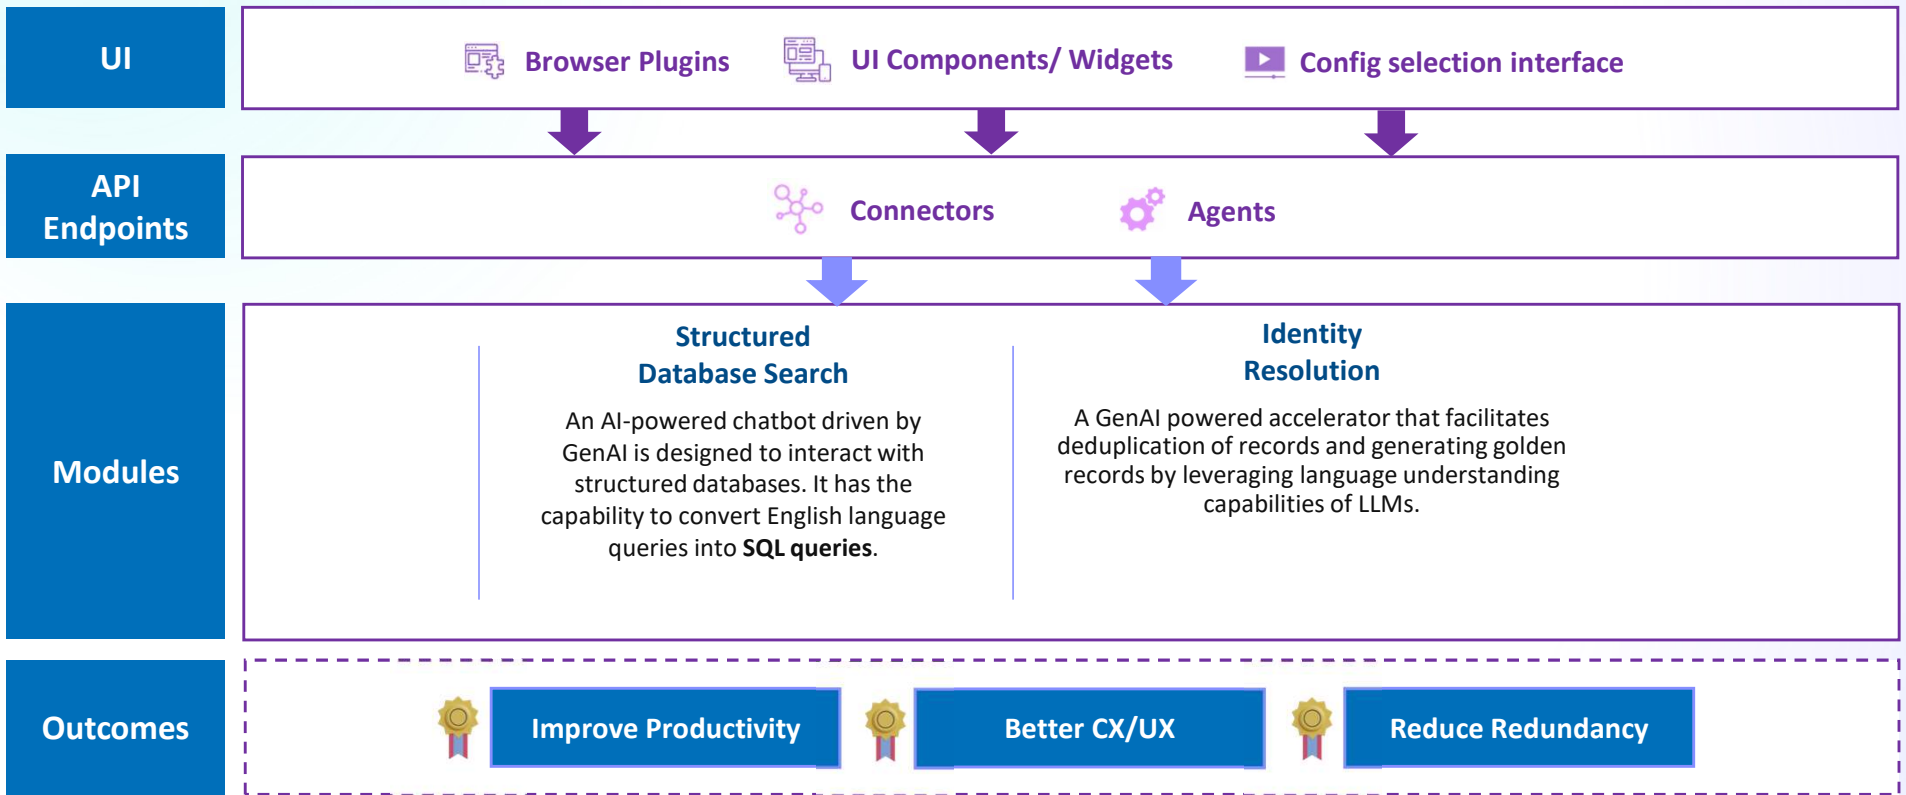 UI
Browser Plugins
UI Components/ Widgets
Config selection interface
API
Endpoints
Connectors
Agents
Modules
Structured
Database Search
An AI-powered chatbot driven by
GenAI is designed to interact with
structured databases. It has the
capability to convert English language
queries into SQL queries.
Identity
Resolution
A GenAI powered accelerator that facilitates
deduplication of records and generating golden
records by leveraging language understanding
capabilities of LLMs.
Outcomes
Improve Productivity
Better CX/UX
Reduce Redundancy